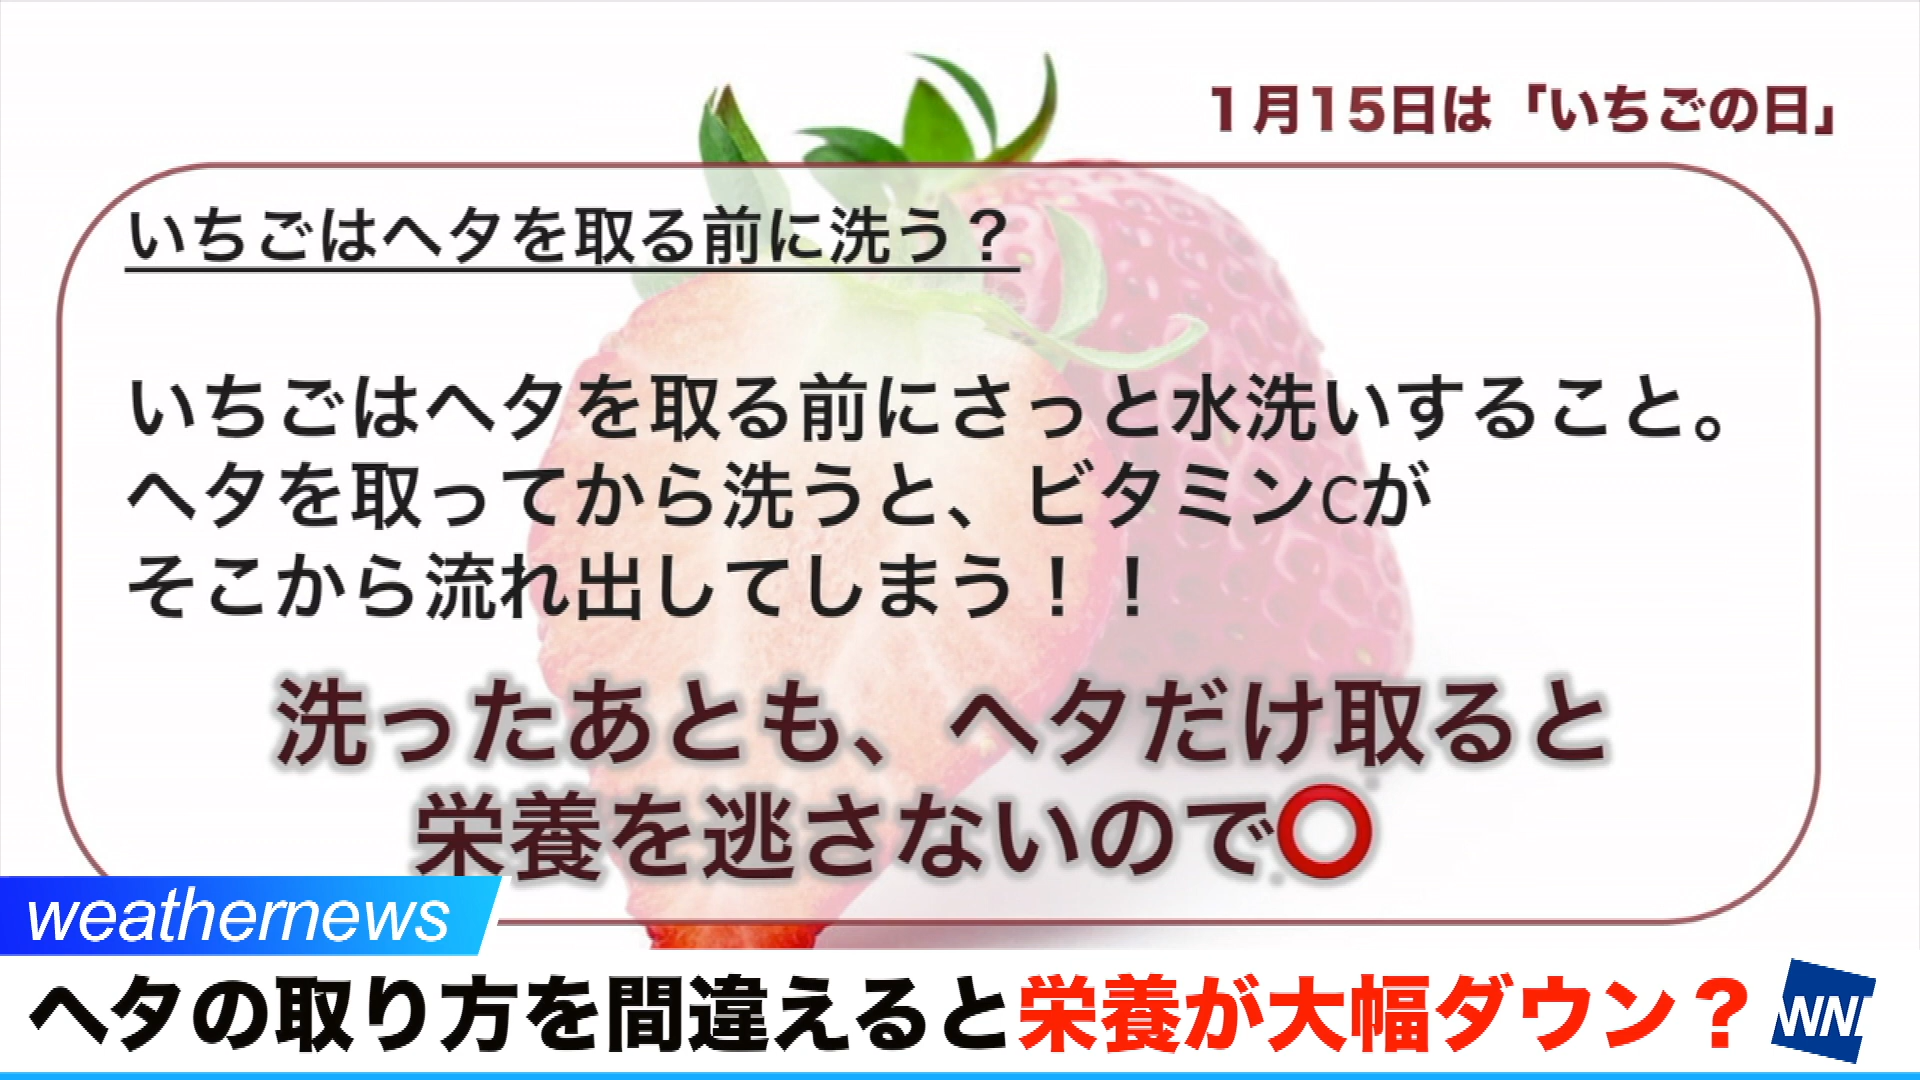 1月15日は「いちごの日」
いちごはヘタを取る前に洗う？
いちごはヘタを取る前にさっと水洗いすること。
ヘタを取ってから洗うと、ビタミンCが
そこから流れ出してしまう！！
洗ったあとも、ヘタだけ取ると
栄養を逃さないので⭕
weathernews
ヘタの取り方を間違えると栄養が大幅ダウン？
WN